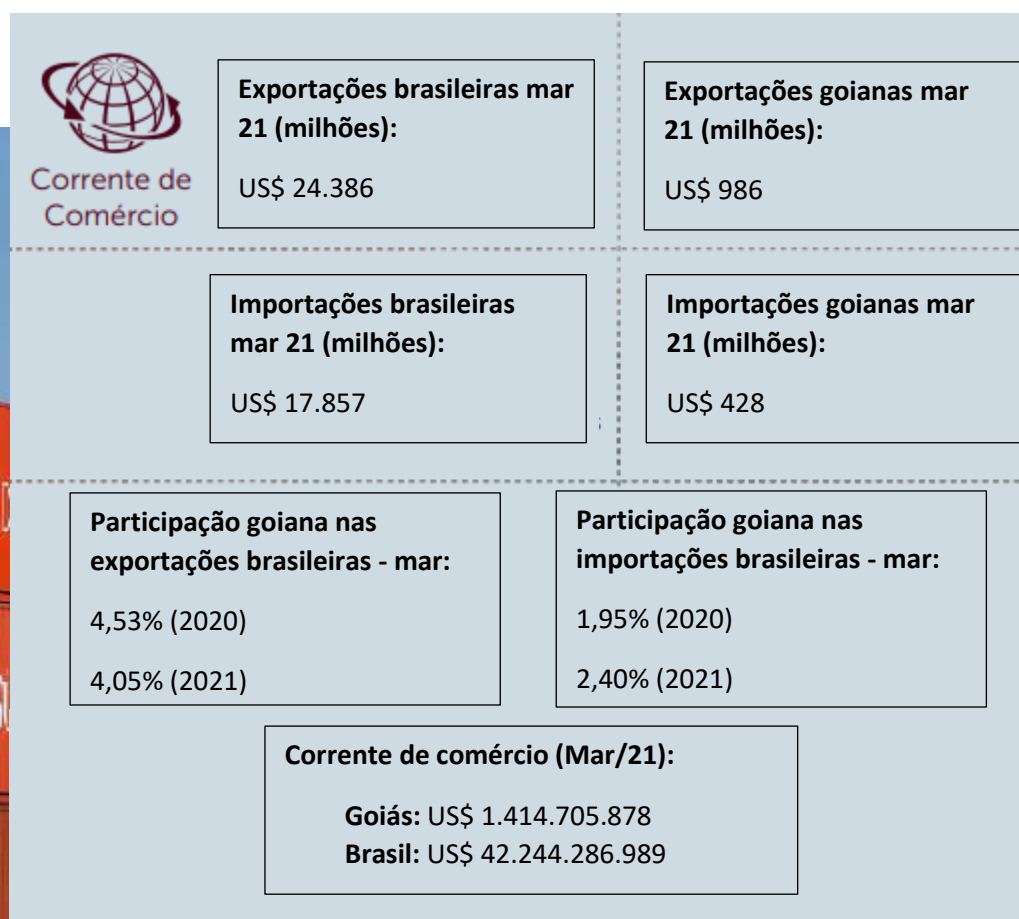 Corrente de
Comércio
Exportações brasileiras mar
21 (milhões):
US$ 24.386
Exportações goianas mar
21 (milhões):
US$ 986
Importações brasileiras
mar 21 (milhões):
US$ 17.857
Importações goianas mar
21 (milhões):
US$ 428
Participação goiana nas
exportações brasileiras - mar:
4,53% (2020)
4,05% (2021)
Participação goiana nas
importações brasileiras - mar:
1,95% (2020)
2,40% (2021)
Corrente de comércio (Mar/21):
Goiás: US$ 1.414.705.878
Brasil: US$ 42.244.286.989